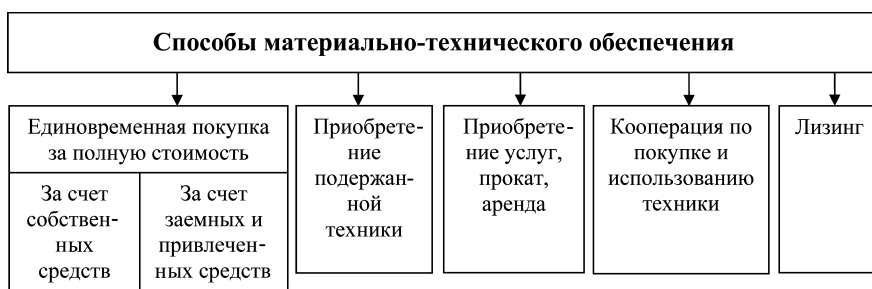 Способы материально-технического обеспечения
Единовременная покупка
за полную стоимость
За счет
собствен-
ных
средств
За счет
заемных и
привлечен-
ных средств
Приобрете-
ние
подержан-
ной
техники
Приобрете-
ние услуг,
прокат,
аренда
Кооперация по
покупке и
использованию
техники
Лизинг